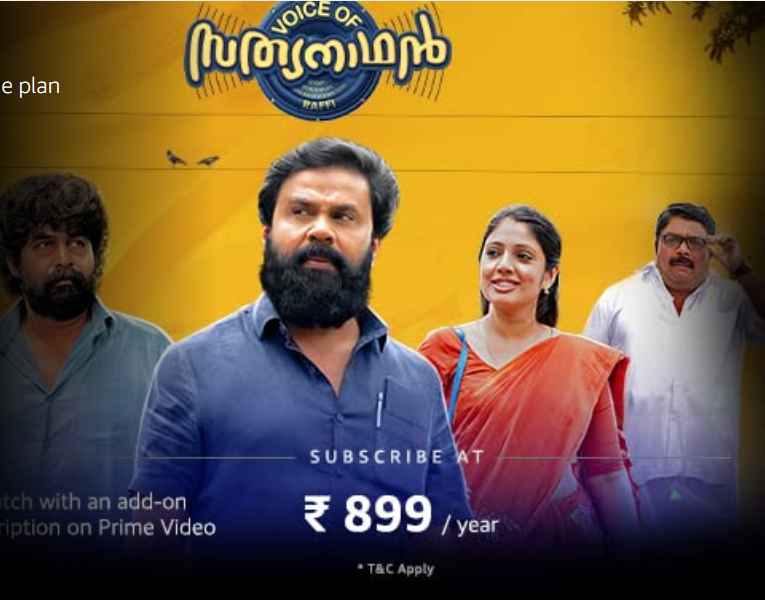 VOICE OF
സത്യനാഥൻ
RAFFI
e plan
SUBSCRIBE AT
tch with an add-on
ription on Prime Video
₹ 899 / year
* T&C Apply